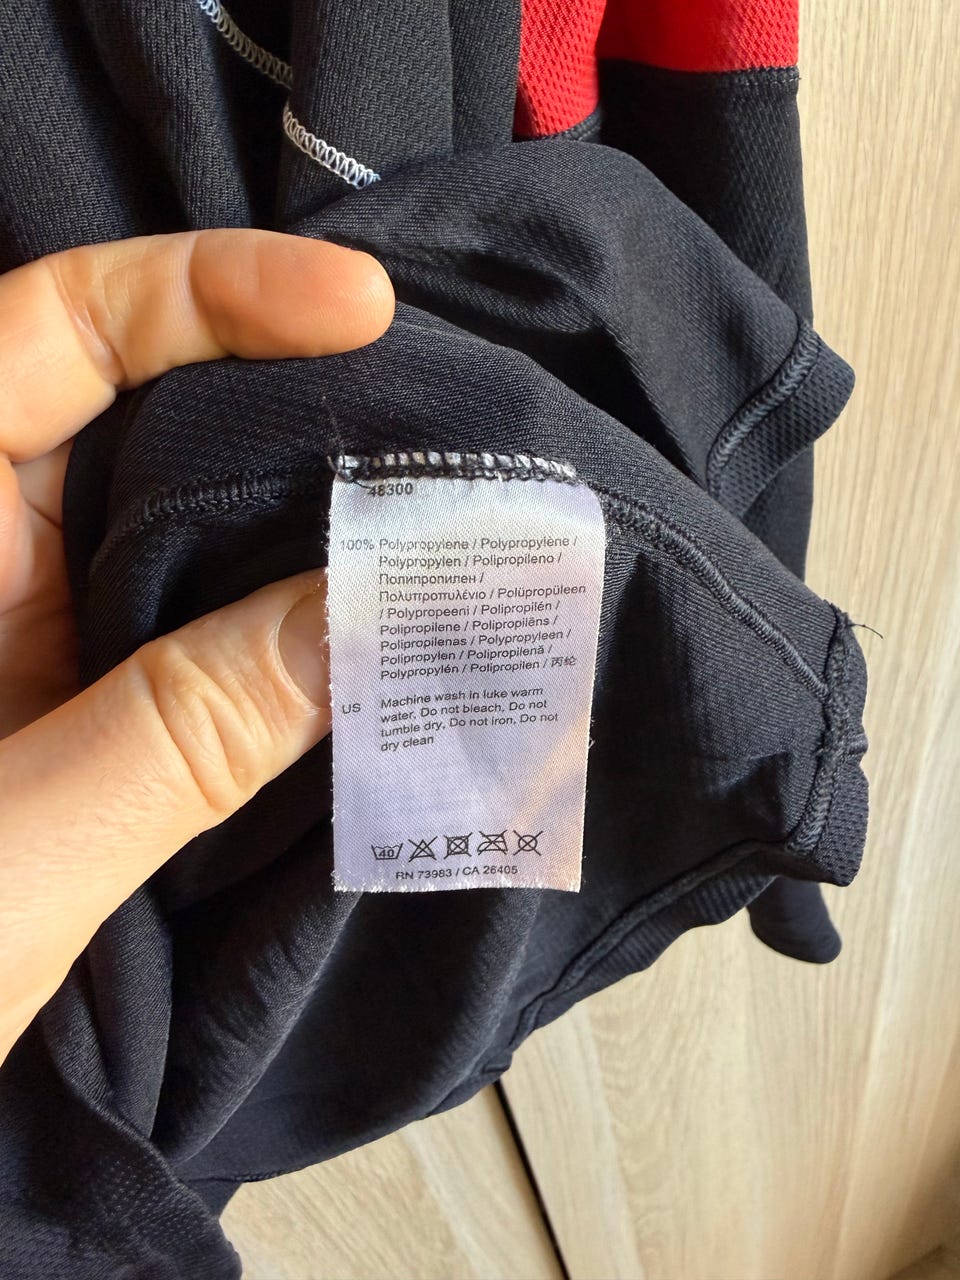 48300
100% Polypropylene / Polypropylène /
Polypropylen / Polipropileno /
Полипропилен /
Πολυπροπυλένιο / Polüpropüleen
/ Polypropeeni / Polipropilén /
Polipropilene / Polipropilēns /
Polipropilenas / Polypropyleen /
Polipropylen / Polipropilenă /
Polypropylén / Polipropilen / 丙纶
US Machine wash in luke warm
water, Do not bleach, Do not
tumble dry, Do not iron, Do not
dry clean
40
RN 73983 / CA 26405